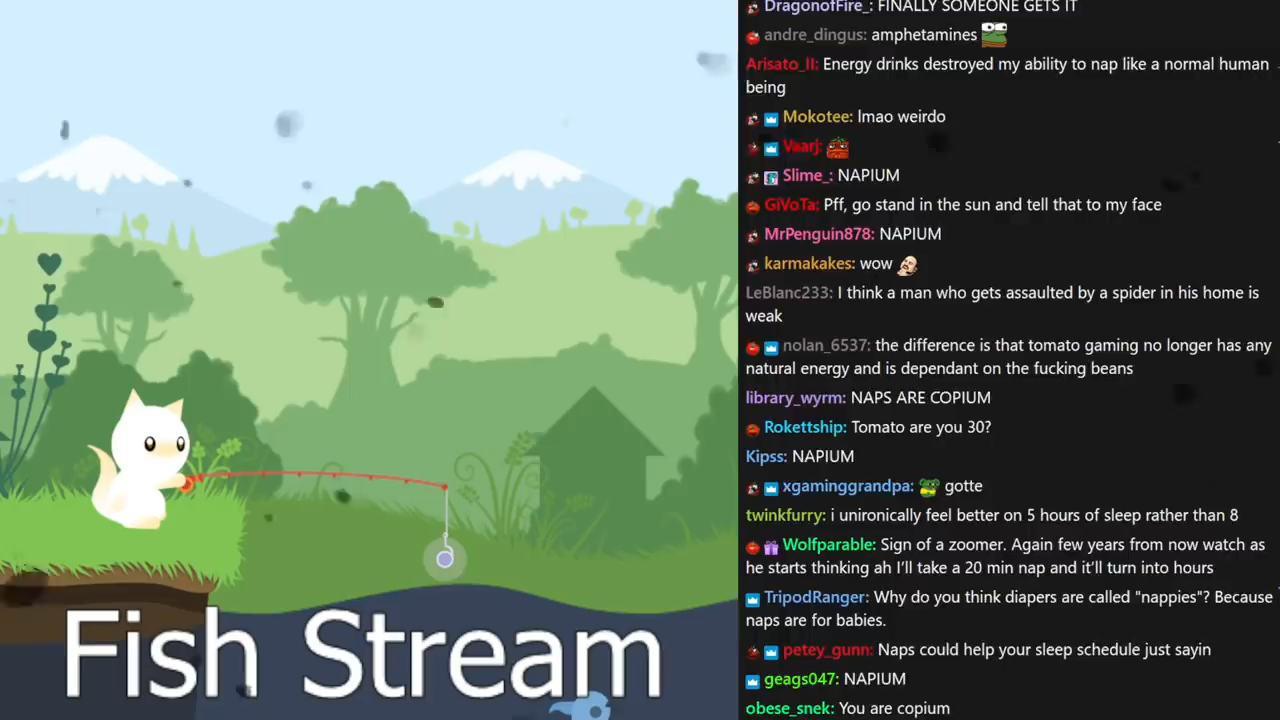 Fish Stream
DragonofFire_: FINALLY SOMEONE GETS IT
andre_dingus: amphetamines
Arisato_II: Energy drinks destroyed my ability to nap like a normal human
being
Mokotee: lmao weirdo
Vaarj:
Slime_: NAPIUM
GiVoTa: Pff, go stand in the sun and tell that to my face
MrPenguin878: NAPIUM
karmakakes: wow
LeBlanc233: I think a man who gets assaulted by a spider in his home is
weak
nolan_6537: the difference is that tomato gaming no longer has any
natural energy and is dependant on the fucking beans
library_wyrm: NAPS ARE COPIUM
Rokettship: Tomato are you 30?
Kipss: NAPIUM
xgaminggrandpa: gotte
twinkfurry: i unironically feel better on 5 hours of sleep rather than 8
Wolfparable: Sign of a zoomer. Again few years from now watch as
he starts thinking ah I’ll take a 20 min nap and it’ll turn into hours
TripodRanger: Why do you think diapers are called "nappies"? Because
naps are for babies.
petey_gunn: Naps could help your sleep schedule just sayin
geags047: NAPIUM
obese_snek: You are copium